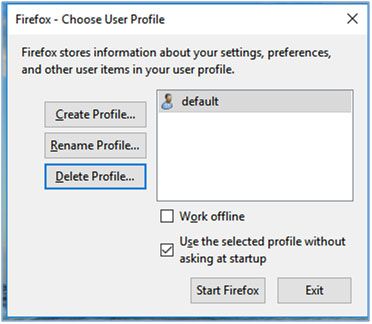 Firefox - Choose User Profile
Firefox stores information about your settings, preferences,
and other user items in your user profile.
Create Profile...
Rename Profile...
Delete Profile...
default
Work offline
Use the selected profile without
asking at startup
Start Firefox
Exit